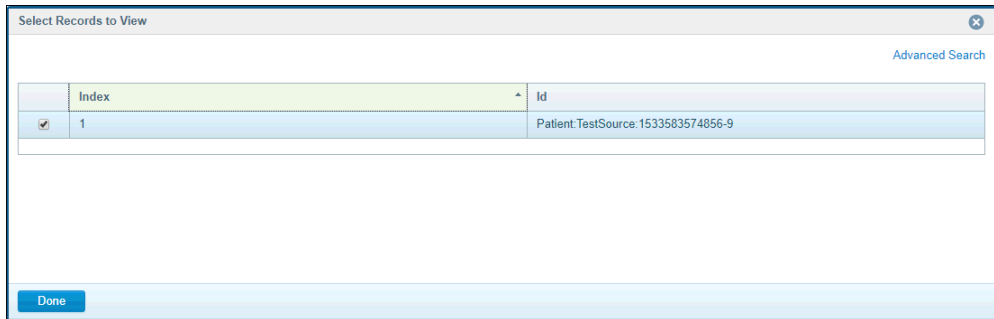 Select Records to View
Advanced Search
Index Id
1 Patient:TestSource:1533583574856-9
Done